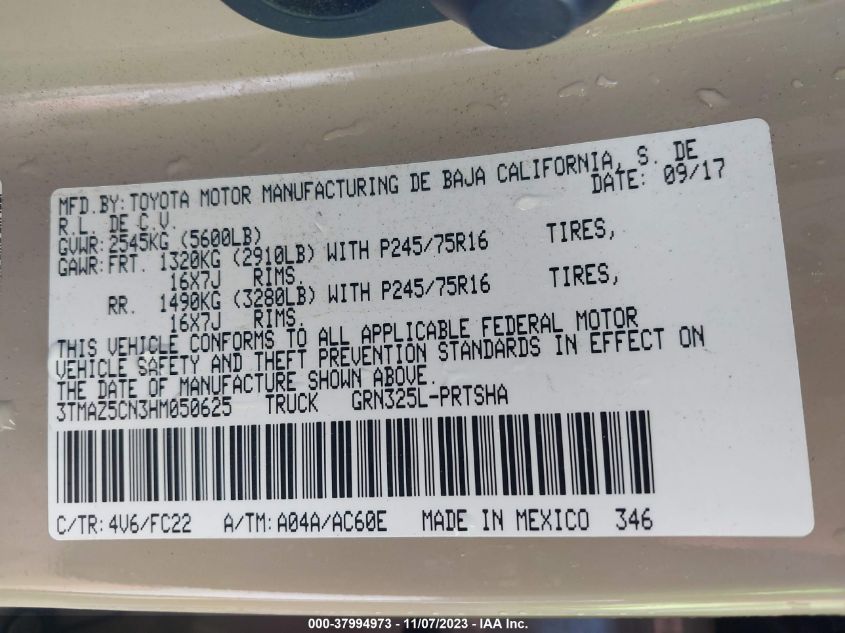 MFD.BY: TOYOTA MOTOR MANUFACTURING DE BAJA CALIFORNIA, S. DE
R.L. DE C.V. DATE: 09/17
GVWR: 2545KG (5600LB)
GAWR: FRT. 1320KG (2910LB) WITH P245/75R16 TIRES,
16X7J RIMS.
RR. 1490KG (3280LB) WITH P245/75R16 TIRES,
16X7J RIMS.
THIS VEHICLE CONFORMS TO ALL APPLICABLE FEDERAL MOTOR
VEHICLE SAFETY AND THEFT PREVENTION STANDARDS IN EFFECT ON
THE DATE OF MANUFACTURE SHOWN ABOVE.
3TMAZ5CN3HM050625 TRUCK GRN325L-PRTSHA
C/TR: 4V6/FC22 A/TM: A04A/AC60E MADE IN MEXICO 346
000-37994973 | 11/07/2023 | © IAA Inc.